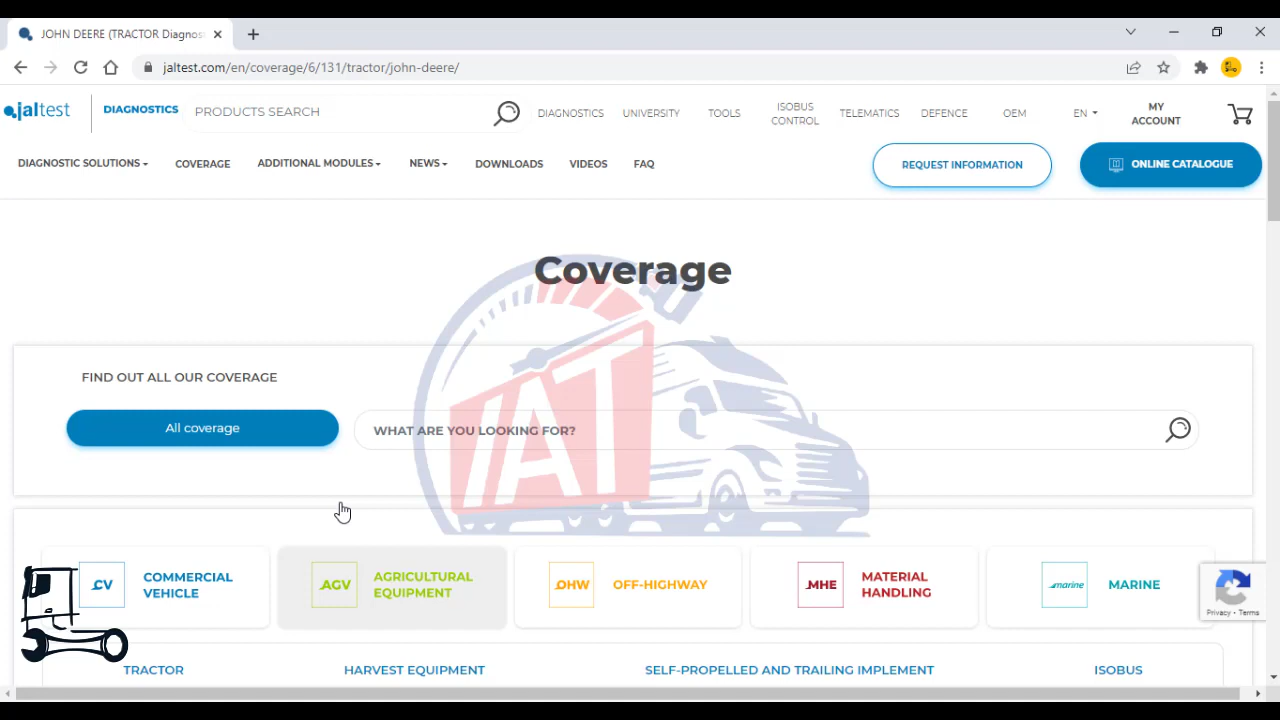 JOHN DEERE (TRACTOR Diagnos
jaltest.com/en/coverage/6/131/tractor/john-deere/
jaltest
DIAGNOSTICS
PRODUCTS SEARCH
DIAGNOSTICS
UNIVERSITY
TOOLS
ISOBUS
CONTROL
TELEMATICS
DEFENCE
OEM
EN
MY
ACCOUNT
DIAGNOSTIC SOLUTIONS
COVERAGE
ADDITIONAL MODULES
NEWS
DOWNLOADS
VIDEOS
FAQ
REQUEST INFORMATION
ONLINE CATALOGUE
Coverage
FIND OUT ALL OUR COVERAGE
All coverage
WHAT ARE YOU LOOKING FOR?
IAT
CV
COMMERCIAL
VEHICLE
AGV
AGRICULTURAL
EQUIPMENT
OHW
OFF-HIGHWAY
MHE
MATERIAL
HANDLING
marine
MARINE
Privacy - Terms
TRACTOR
HARVEST EQUIPMENT
SELF-PROPELLED AND TRAILING IMPLEMENT
ISOBUS